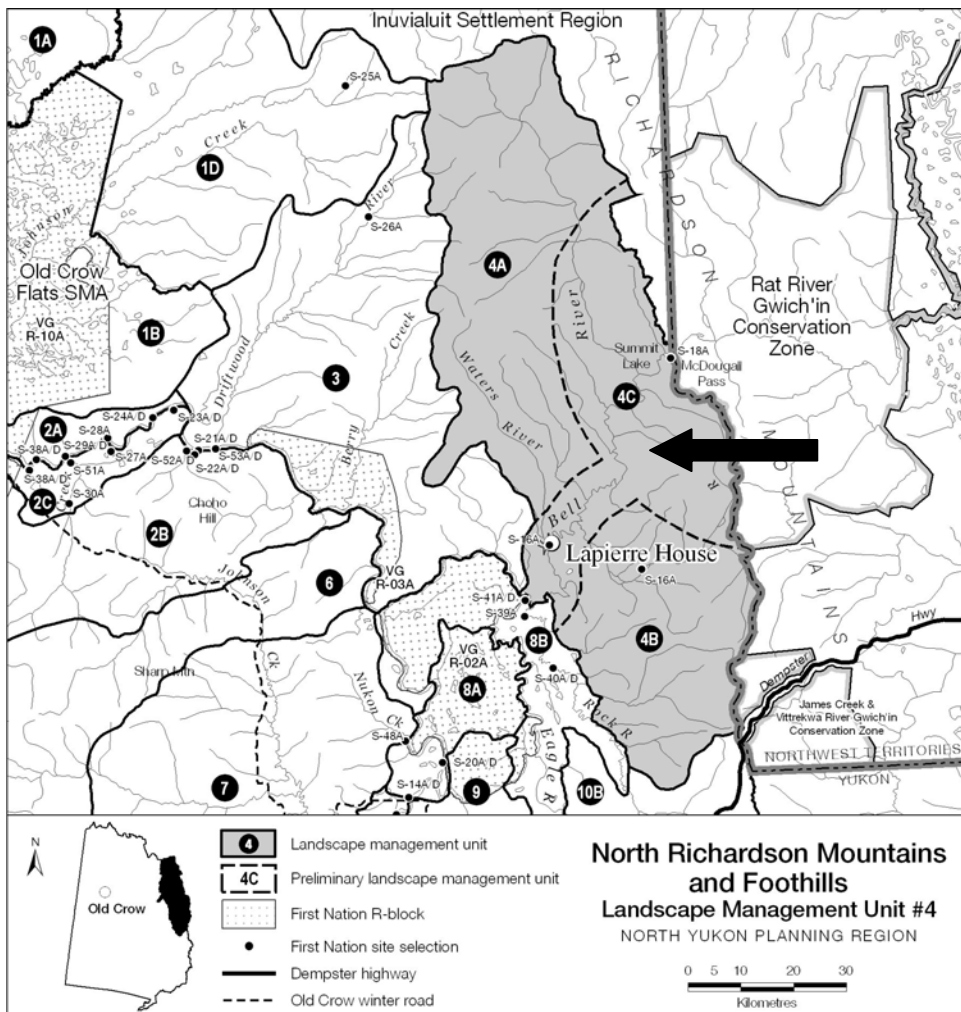 Inuvialuit Settlement Region
1A
S-25A
RICHARDSON
Creek
1D
River
S-26A
Johnson
4A
Rat River
Gwich'in
Conservation
Zone
Old Crow
Flats SMA
VG
R-10A
1B
River
Creek
Summit
Lake
S-18A
McDougall
Pass
Driftwood
3
Waters
4C
S-24A/D
S-23A/D
2A
S-28A
S-21A/D
River
S-38A/D
S-29A/D
S-53A/D
S-27A
S-52A/D
S-22A/D
Berry
R
MOUNTAINS
S-51A
S-38A/D
2C
S-30A
Choho
Hill
Bell
2B
S-16A
Lapierre House
VG
R-03A
S-16A
Johnson
6
S-41A/D
S-39A
Hwy
8B
4B
VG
R-02A
Sharp Mtn
Ck
Nukon
8A
S-40A/D
Dempster
Rock R
James Creek &
Vittrekwa River Gwich'in
Conservation Zone
Ck
S-48A
Eagle R
NORTHWEST TERRITORIES
S-20A/D
YUKON
7
S-14A/D
9
10B
N
Old Crow
4 Landscape management unit
4C Preliminary landscape management unit
First Nation R-block
First Nation site selection
Dempster highway
Old Crow winter road
North Richardson Mountains
and Foothills
Landscape Management Unit #4
NORTH YUKON PLANNING REGION
0 5 10 20 30
Kilometres